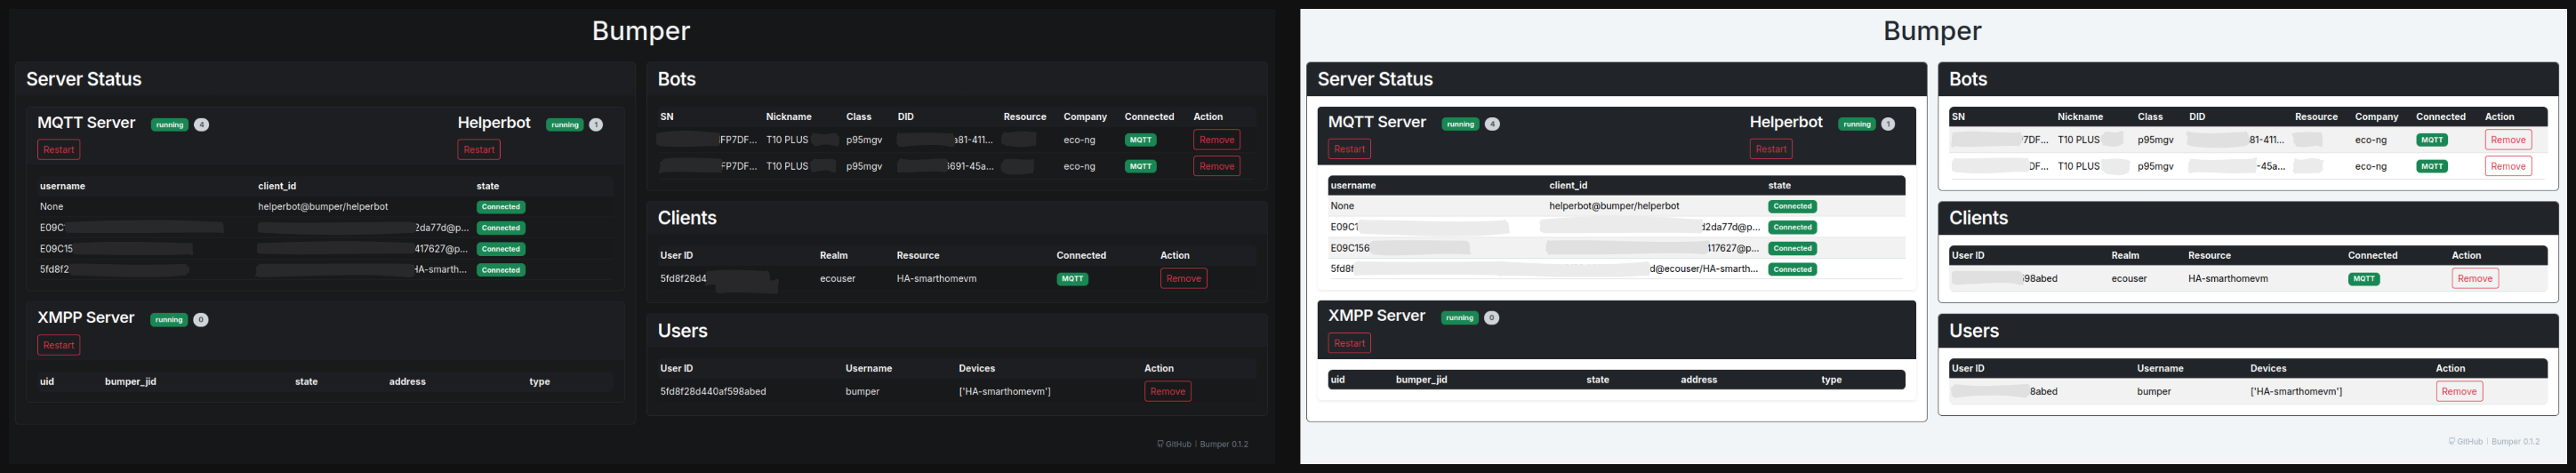 Bumper
Server Status
MQTT Server running 4 Helperbot running 1
Restart Restart
username client_id state
None helperbot@bumper/helperbot Connected
E09C 2da77d@p... Connected
E09C15 417627@p... Connected
5fd8f2 HA-smarth... Connected
XMPP Server running 0
Restart
uid bumper_jid state address type
Bots
SN Nickname Class DID Resource Company Connected Action
FP7DF... T10 PLUS p95mgv a81-411... eco-ng MQTT Remove
FP7DF... T10 PLUS p95mgv 3691-45a... eco-ng MQTT Remove
Clients
User ID Realm Resource Connected Action
5fd8f28d4 ecouser HA-smarthomevm MQTT Remove
Users
User ID Username Devices Action
5fd8f28d440af598abed bumper ['HA-smarthomevm'] Remove
GitHub | Bumper 0.1.2
Bumper
Server Status
MQTT Server running 4 Helperbot running 1
Restart Restart
username client_id state
None helperbot@bumper/helperbot Connected
E09C1 d2da77d@p... Connected
E09C156 417627@p... Connected
5fd8f d@ecouser/HA-smarth... Connected
XMPP Server running 0
Restart
uid bumper_jid state address type
Bots
SN Nickname Class DID Resource Company Connected Action
7DF... T10 PLUS p95mgv 81-411... eco-ng MQTT Remove
DF... T10 PLUS p95mgv -45a... eco-ng MQTT Remove
Clients
User ID Realm Resource Connected Action
98abed ecouser HA-smarthomevm MQTT Remove
Users
User ID Username Devices Action
8abed bumper ['HA-smarthomevm'] Remove
GitHub | Bumper 0.1.2